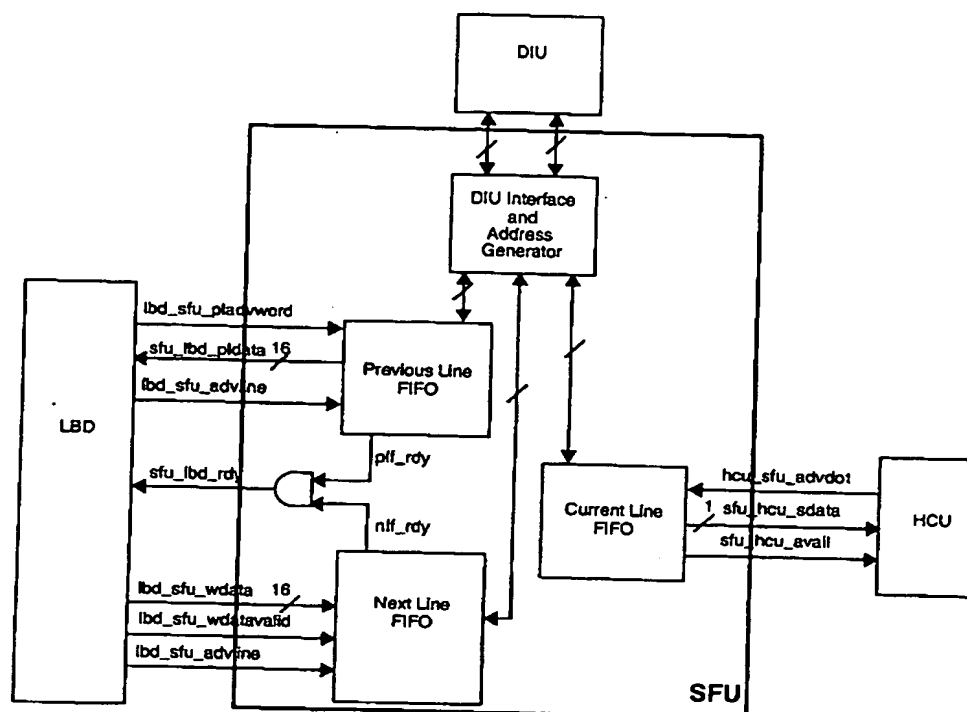 DIU
DIU Interface
and
Address
Generator
lbd_sfu_pladvword
sfu_lbd_pldata 16
lbd_sfu_advline
Previous Line
FIFO
LBD
plf_rdy
sfu_lbd_rdy
nlf_rdy
hcu_sfu_advdot
1 sfu_hcu_sdata
sfu_hcu_avail
Current Line
FIFO
HCU
lbd_sfu_wdata 16
lbd_sfu_wdatavalid
lbd_sfu_advline
Next Line
FIFO
SFU